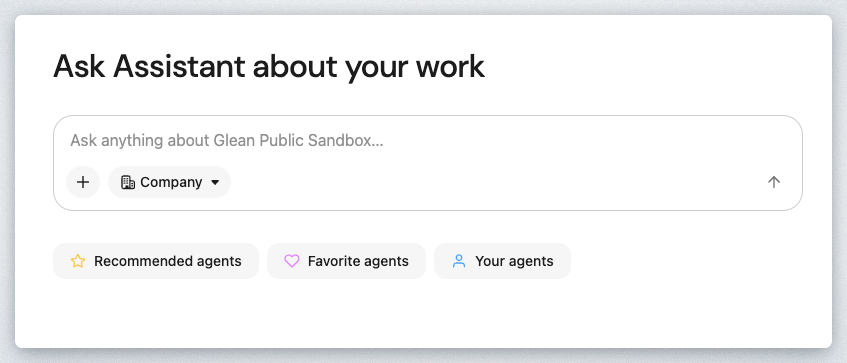 Ask Assistant about your work
Ask anything about Glean Public Sandbox...
Company
Recommended agents
Favorite agents
Your agents